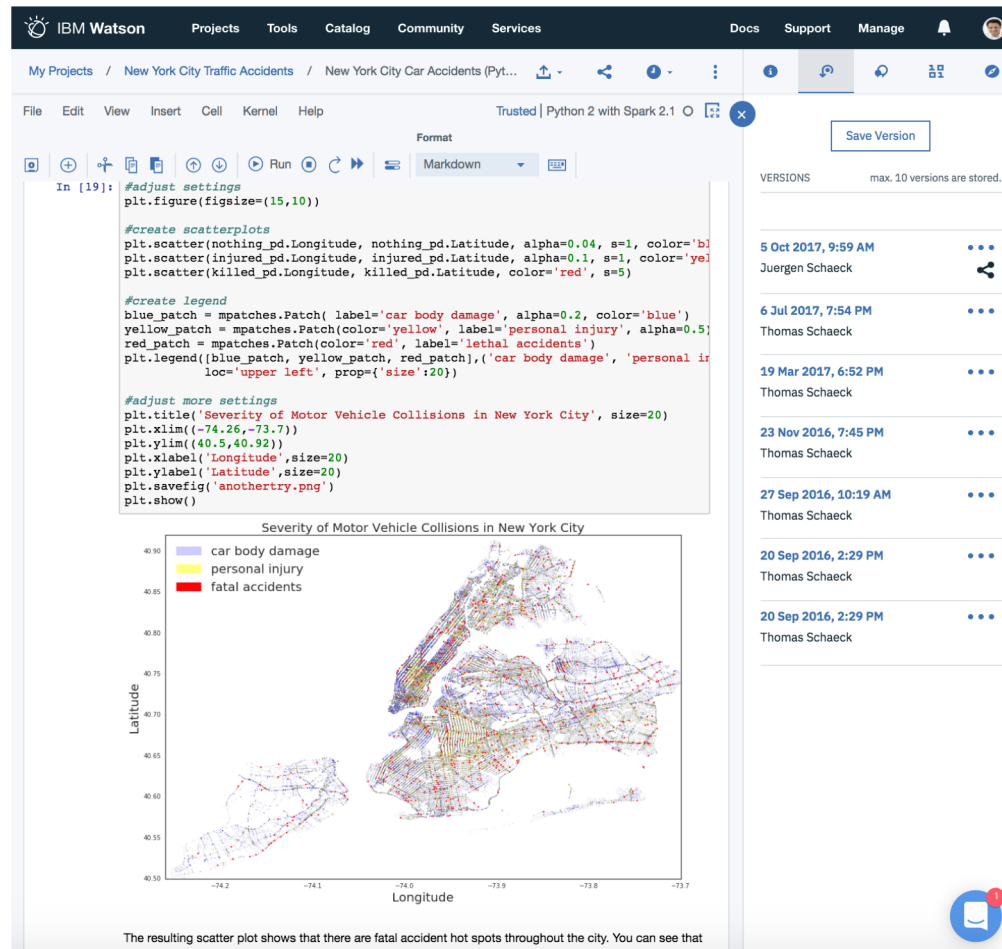 IBM Watson Projects Tools Catalog Community Services Docs Support Manage
My Projects / New York City Traffic Accidents / New York City Car Accidents (Pyt...
File Edit View Insert Cell Kernel Help Trusted | Python 2 with Spark 2.1
Format
Run Markdown
In [19]: #adjust settings
plt.figure(figsize=(15,10))
#create scatterplots
plt.scatter(nothing_pd.Longitude, nothing_pd.Latitude, alpha=0.04, s=1, color='bl
plt.scatter(injured_pd.Longitude, injured_pd.Latitude, alpha=0.1, s=1, color='yel
plt.scatter(killed_pd.Longitude, killed_pd.Latitude, color='red', s=5)
#create legend
blue_patch = mpatches.Patch( label='car body damage', alpha=0.2, color='blue')
yellow_patch = mpatches.Patch(color='yellow', label='personal injury', alpha=0.5)
red_patch = mpatches.Patch(color='red', label='lethal accidents')
plt.legend([blue_patch, yellow_patch, red_patch],('car body damage', 'personal in
loc='upper left', prop={'size':20})
#adjust more settings
plt.title('Severity of Motor Vehicle Collisions in New York City', size=20)
plt.xlim((-74.26,-73.7))
plt.ylim((40.5,40.92))
plt.xlabel('Longitude',size=20)
plt.ylabel('Latitude',size=20)
plt.savefig('anothertry.png')
plt.show()
Severity of Motor Vehicle Collisions in New York City
car body damage
personal injury
fatal accidents
40.90
40.85
40.80
40.75
40.70
40.65
40.60
40.55
40.50
Latitude
−74.2 −74.1 −74.0 −73.9 −73.8 −73.7
Longitude
The resulting scatter plot shows that there are fatal accident hot spots throughout the city. You can see that
Save Version
VERSIONS max. 10 versions are stored.
5 Oct 2017, 9:59 AM
Juergen Schaeck
6 Jul 2017, 7:54 PM
Thomas Schaeck
19 Mar 2017, 6:52 PM
Thomas Schaeck
23 Nov 2016, 7:45 PM
Thomas Schaeck
27 Sep 2016, 10:19 AM
Thomas Schaeck
20 Sep 2016, 2:29 PM
Thomas Schaeck
20 Sep 2016, 2:29 PM
Thomas Schaeck
1